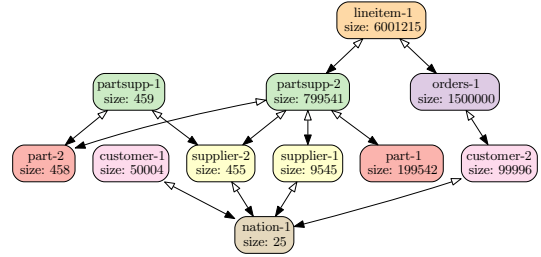 lineitem-1
size: 6001215
partsupp-1
size: 459
partsupp-2
size: 799541
orders-1
size: 1500000
part-2
size: 458
customer-1
size: 50004
supplier-2
size: 455
supplier-1
size: 9545
part-1
size: 199542
customer-2
size: 99996
nation-1
size: 25